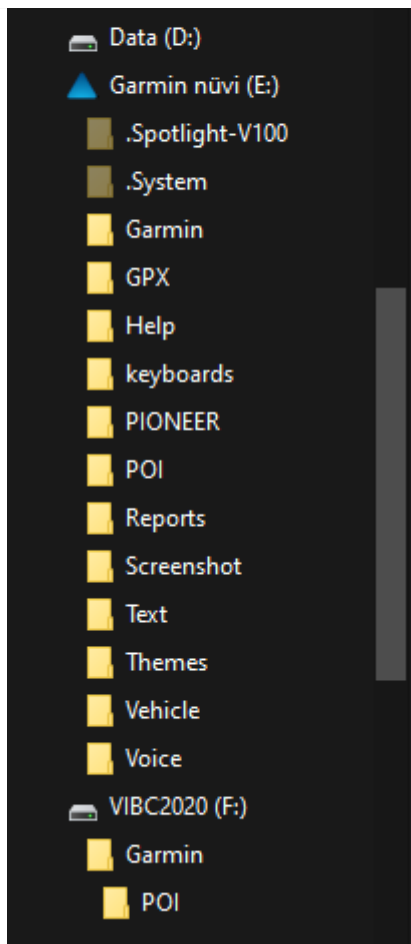 Data (D:)
Garmin nüvi (E:)
.Spotlight-V100
.System
Garmin
GPX
Help
keyboards
PIONEER
POI
Reports
Screenshot
Text
Themes
Vehicle
Voice
VIBC2020 (F:)
Garmin
POI